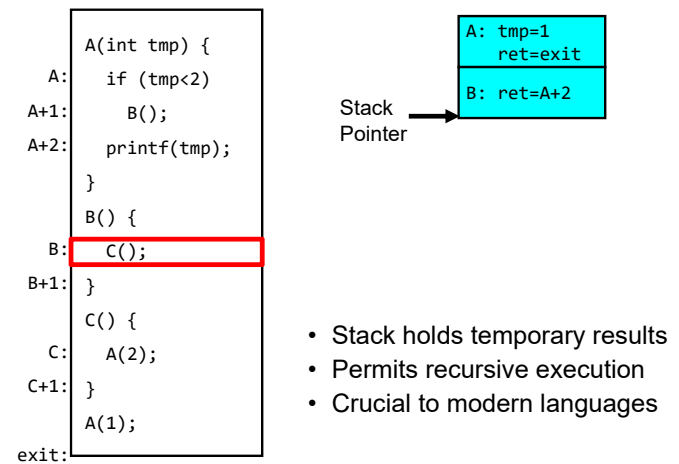 A(int tmp) {
A: if (tmp<2)
A+1: B();
A+2: printf(tmp);
}
B() {
B: C();
B+1: }
C() {
C: A(2);
C+1: }
A(1);
exit:
A: tmp=1
ret=exit
B: ret=A+2
Stack
Pointer
• Stack holds temporary results
• Permits recursive execution
• Crucial to modern languages